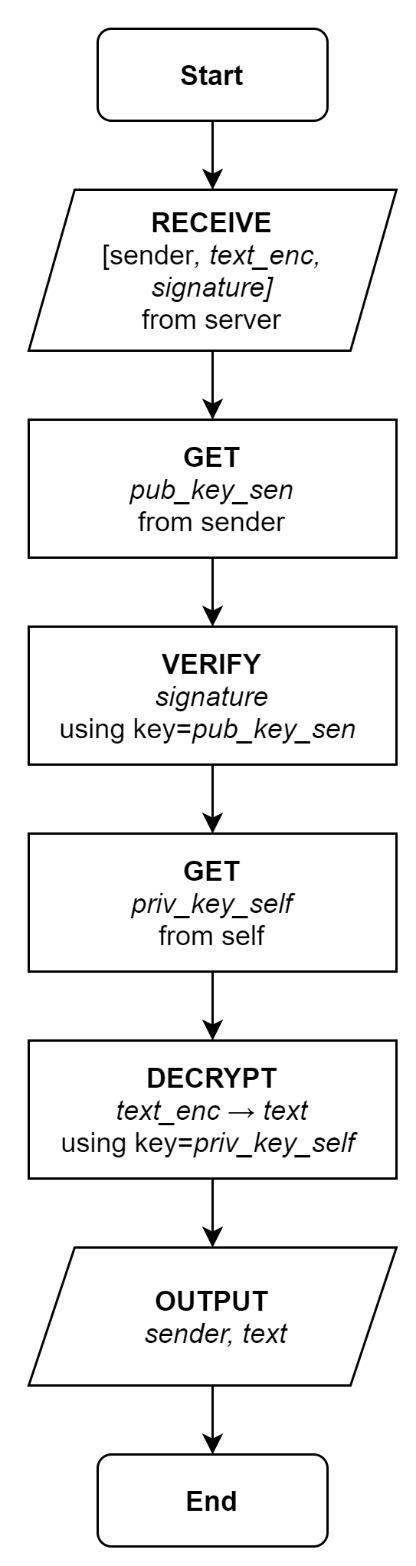 Start
RECEIVE
[sender, text_enc,
signature]
from server
GET
pub_key_sen
from sender
VERIFY
signature
using key=pub_key_sen
GET
priv_key_self
from self
DECRYPT
text_enc → text
using key=priv_key_self
OUTPUT
sender, text
End